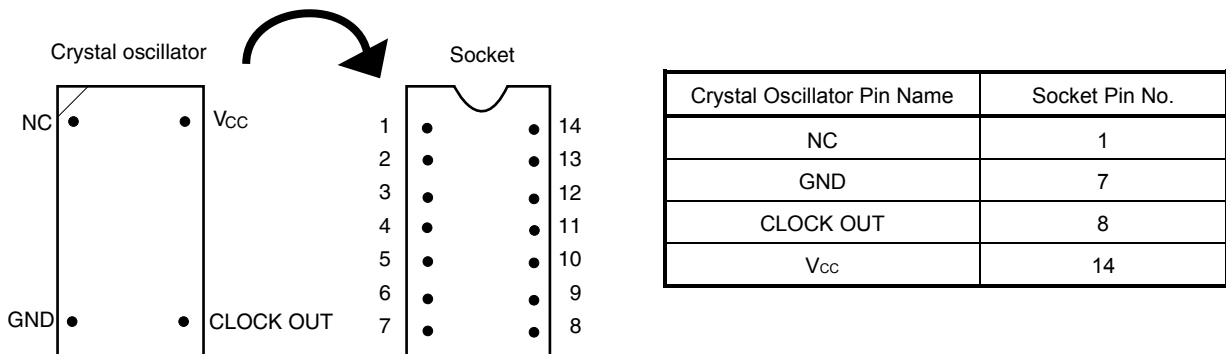 Crystal oscillator
NC
VCC
GND
CLOCK OUT
Socket
1 14
2 13
3 12
4 11
5 10
6 9
7 8
Crystal Oscillator Pin Name Socket Pin No.
NC 1
GND 7
CLOCK OUT 8
VCC 14